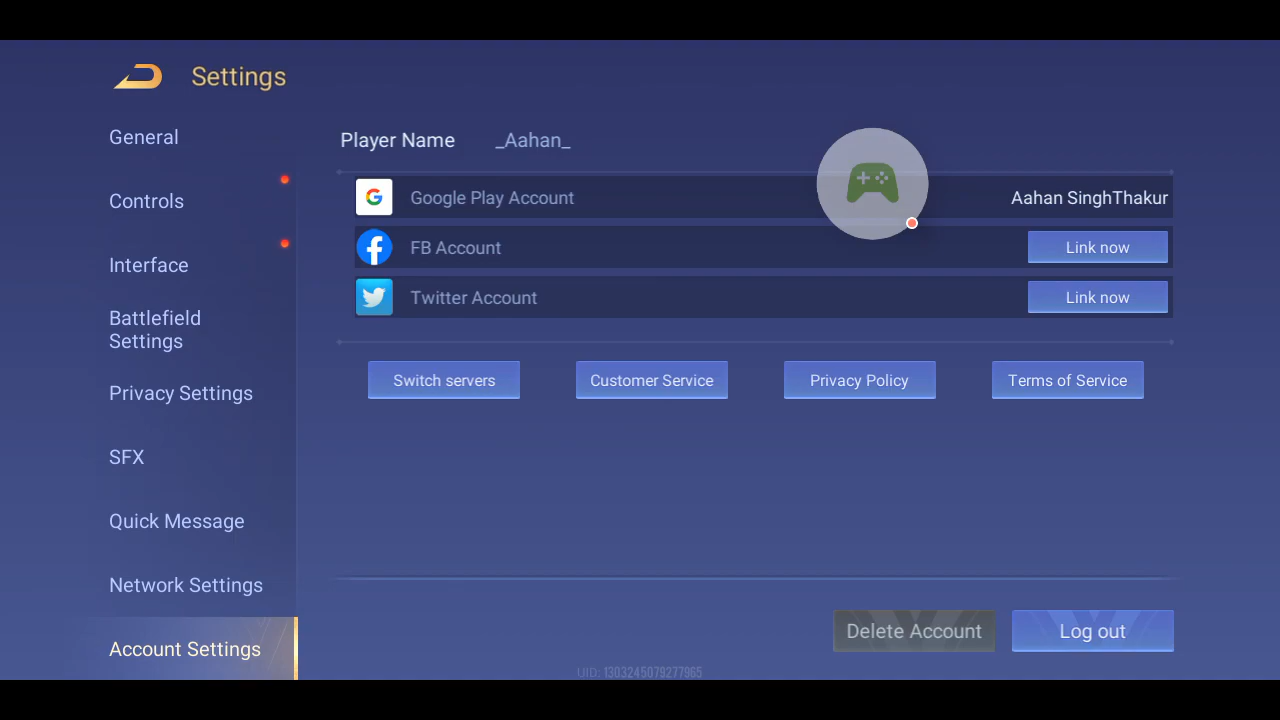 Settings
General
Controls
Interface
Battlefield
Settings
Privacy Settings
SFX
Quick Message
Network Settings
Account Settings
Player Name _Aahan_
Google Play Account Aahan SinghThakur
FB Account Link now
Twitter Account Link now
Switch servers Customer Service Privacy Policy Terms of Service
Delete Account Log out
UID: 1303245079277965